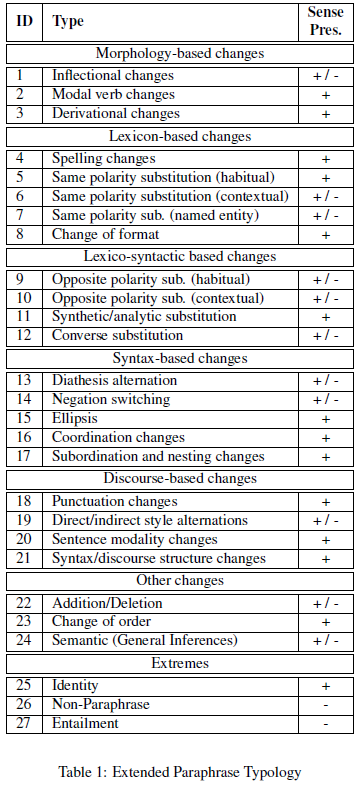 ID Type Sense Pres.
Morphology-based changes
1 Inflectional changes + / -
2 Modal verb changes +
3 Derivational changes +
Lexicon-based changes
4 Spelling changes +
5 Same polarity substitution (habitual) +
6 Same polarity substitution (contextual) + / -
7 Same polarity sub. (named entity) + / -
8 Change of format +
Lexico-syntactic based changes
9 Opposite polarity sub. (habitual) + / -
10 Opposite polarity sub. (contextual) + / -
11 Synthetic/analytic substitution +
12 Converse substitution + / -
Syntax-based changes
13 Diathesis alternation + / -
14 Negation switching + / -
15 Ellipsis +
16 Coordination changes +
17 Subordination and nesting changes +
Discourse-based changes
18 Punctuation changes +
19 Direct/indirect style alternations + / -
20 Sentence modality changes +
21 Syntax/discourse structure changes +
Other changes
22 Addition/Deletion + / -
23 Change of order +
24 Semantic (General Inferences) + / -
Extremes
25 Identity +
26 Non-Paraphrase -
27 Entailment -
Table 1: Extended Paraphrase Typology